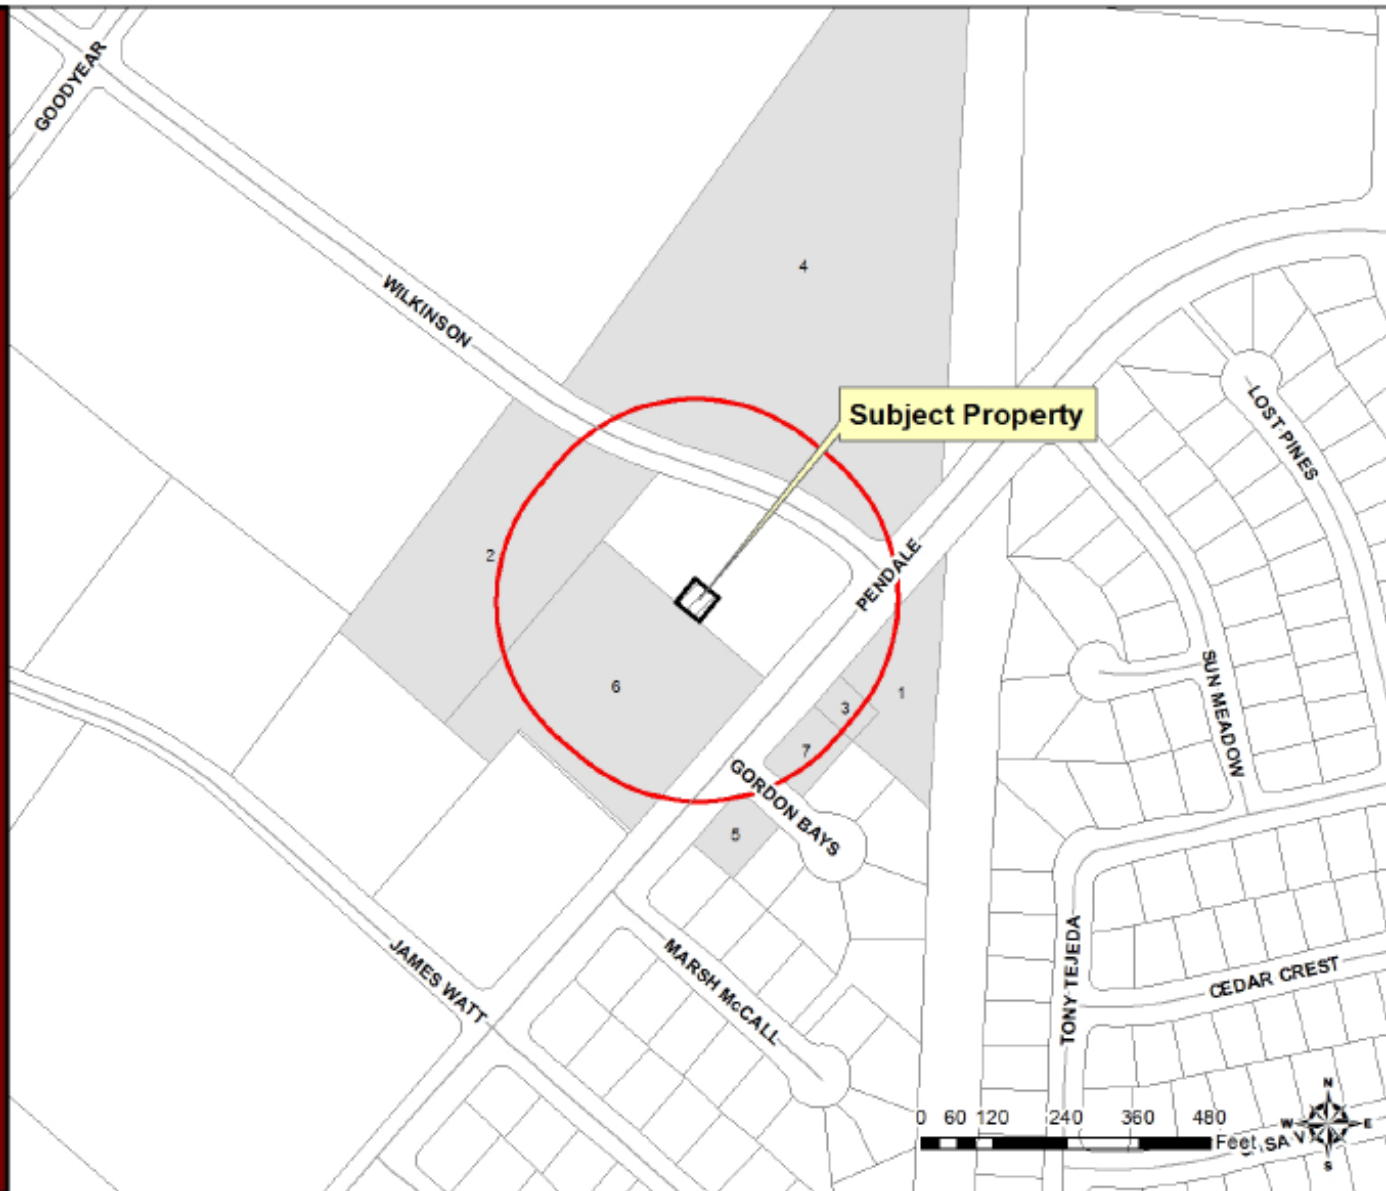 GOODYEAR
WILKINSON
4
Subject Property
LOST PINES
2
PENDALE
6
1
3
7
SUN MEADOW
GORDON BAYS
5
JAMES WATT
MARSH McCALL
TONY TEJEDA
CEDAR CREST
N
0 60 120 240 360 480
Feet
W E
S